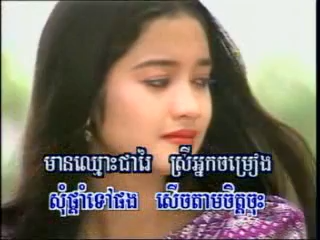 មានឈ្មោះជារៃ ស្រីអ្នកចម្រៀង
សុំផ្ដាំទៅផង សើចតាមចិត្តចុះ